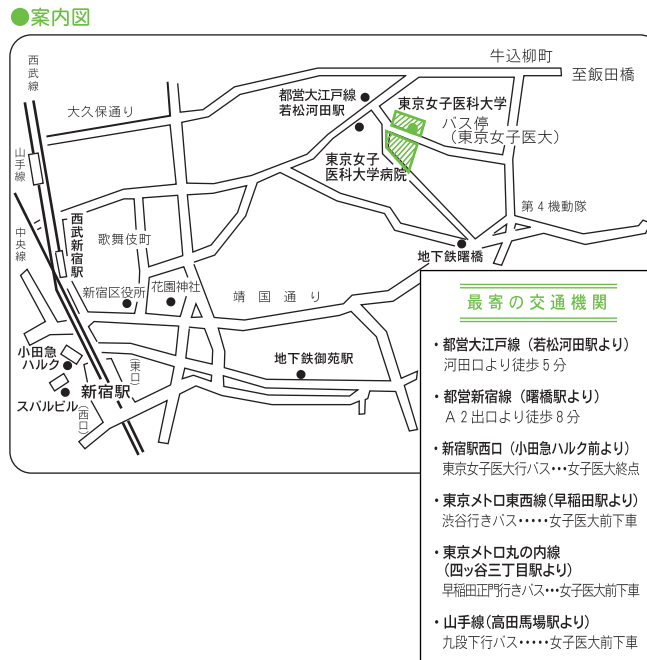 ●案内図
西武線
大久保通り
山手線
中央線
西武新宿駅
歌舞伎町
新宿区役所
花園神社
靖国通り
小田急
ハルク
スバルビル
新宿駅
(東口)
(西口)
地下鉄御苑駅
都営大江戸線
若松河田駅
牛込柳町
至飯田橋
東京女子医科大学
バス停
(東京女子医大)
東京女子
医科大学病院
第4機動隊
地下鉄曙橋
最寄の交通機関
・都営大江戸線（若松河田駅より）
河田口より徒歩5分
・都営新宿線（曙橋駅より）
A2出口より徒歩8分
・新宿駅西口（小田急ハルク前より）
東京女子医大行バス・・・女子医大終点
・東京メトロ東西線(早稲田駅より)
渋谷行きバス・・・・・女子医大前下車
・東京メトロ丸の内線
(四ッ谷三丁目駅より)
早稲田正門行きバス・・・女子医大前下車
・山手線(高田馬場駅より)
九段下行バス・・・・・女子医大前下車